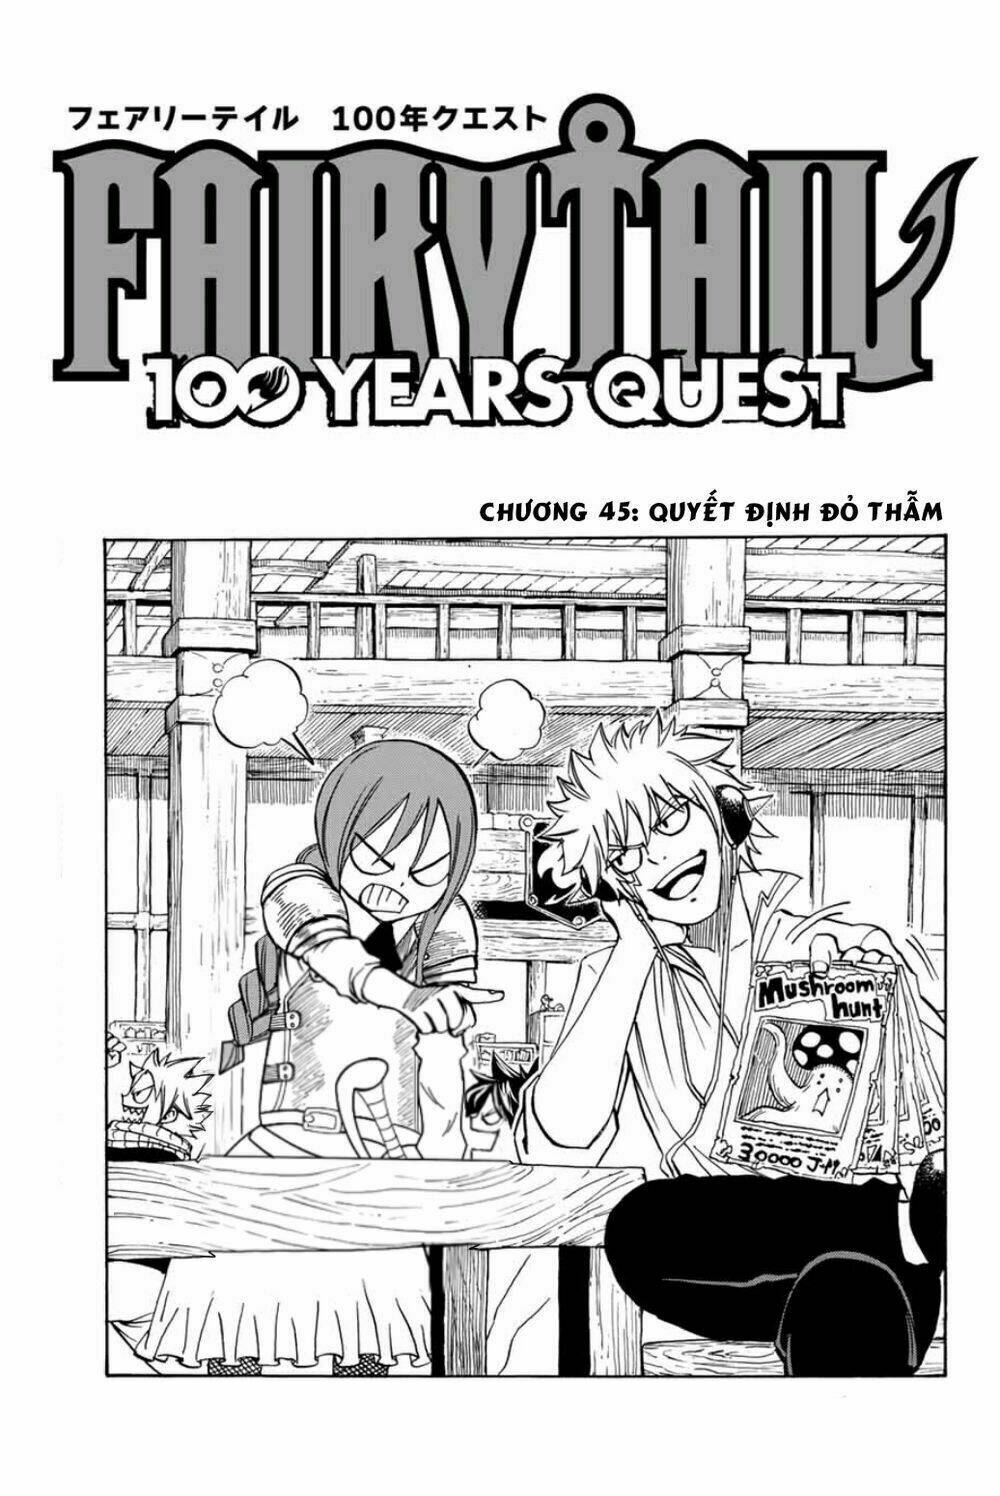 フェアリーテイル 100年クエスト
FAIRY TAIL
100 YEARS QUEST
CHƯƠNG 45: QUYẾT ĐỊNH ĐỎ THẪM
Mushroom
hunt
30000 J